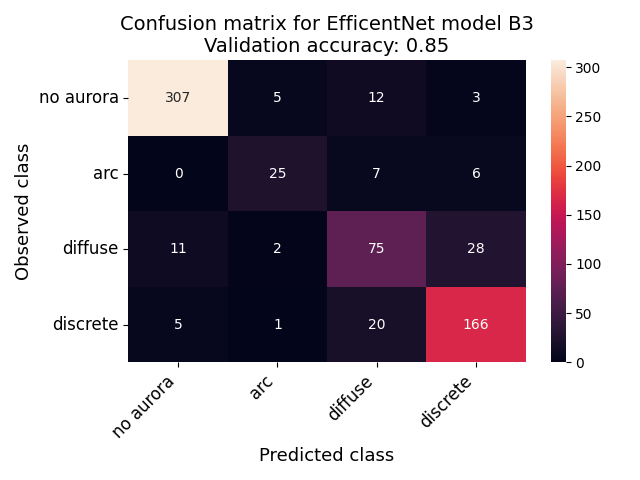 Confusion matrix for EfficentNet model B3
Validation accuracy: 0.85
no aurora 307 5 12 3
arc 0 25 7 6
diffuse 11 2 75 28
discrete 5 1 20 166
Observed class
no aurora arc diffuse discrete
Predicted class
300
250
200
150
100
50
0